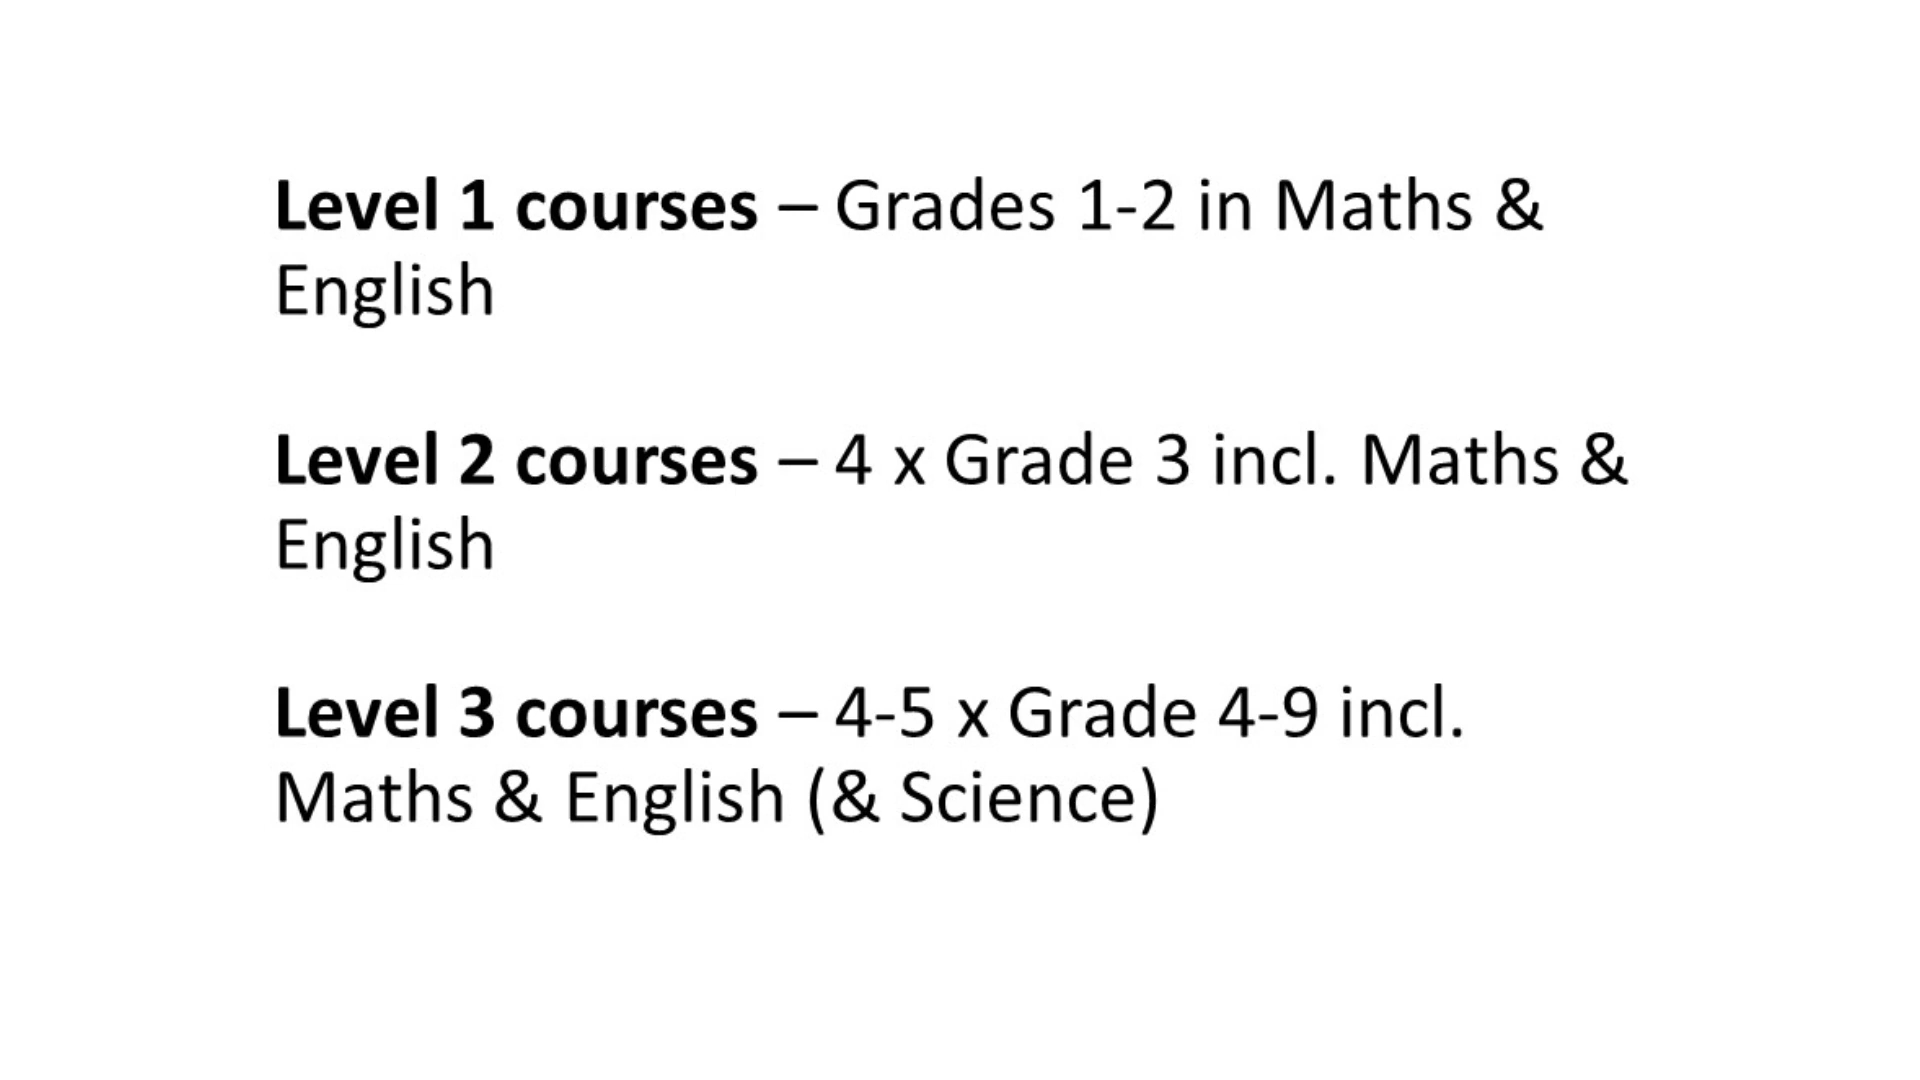 Level 1 courses – Grades 1-2 in Maths &
English
Level 2 courses – 4 x Grade 3 incl. Maths &
English
Level 3 courses – 4-5 x Grade 4-9 incl.
Maths & English (& Science)